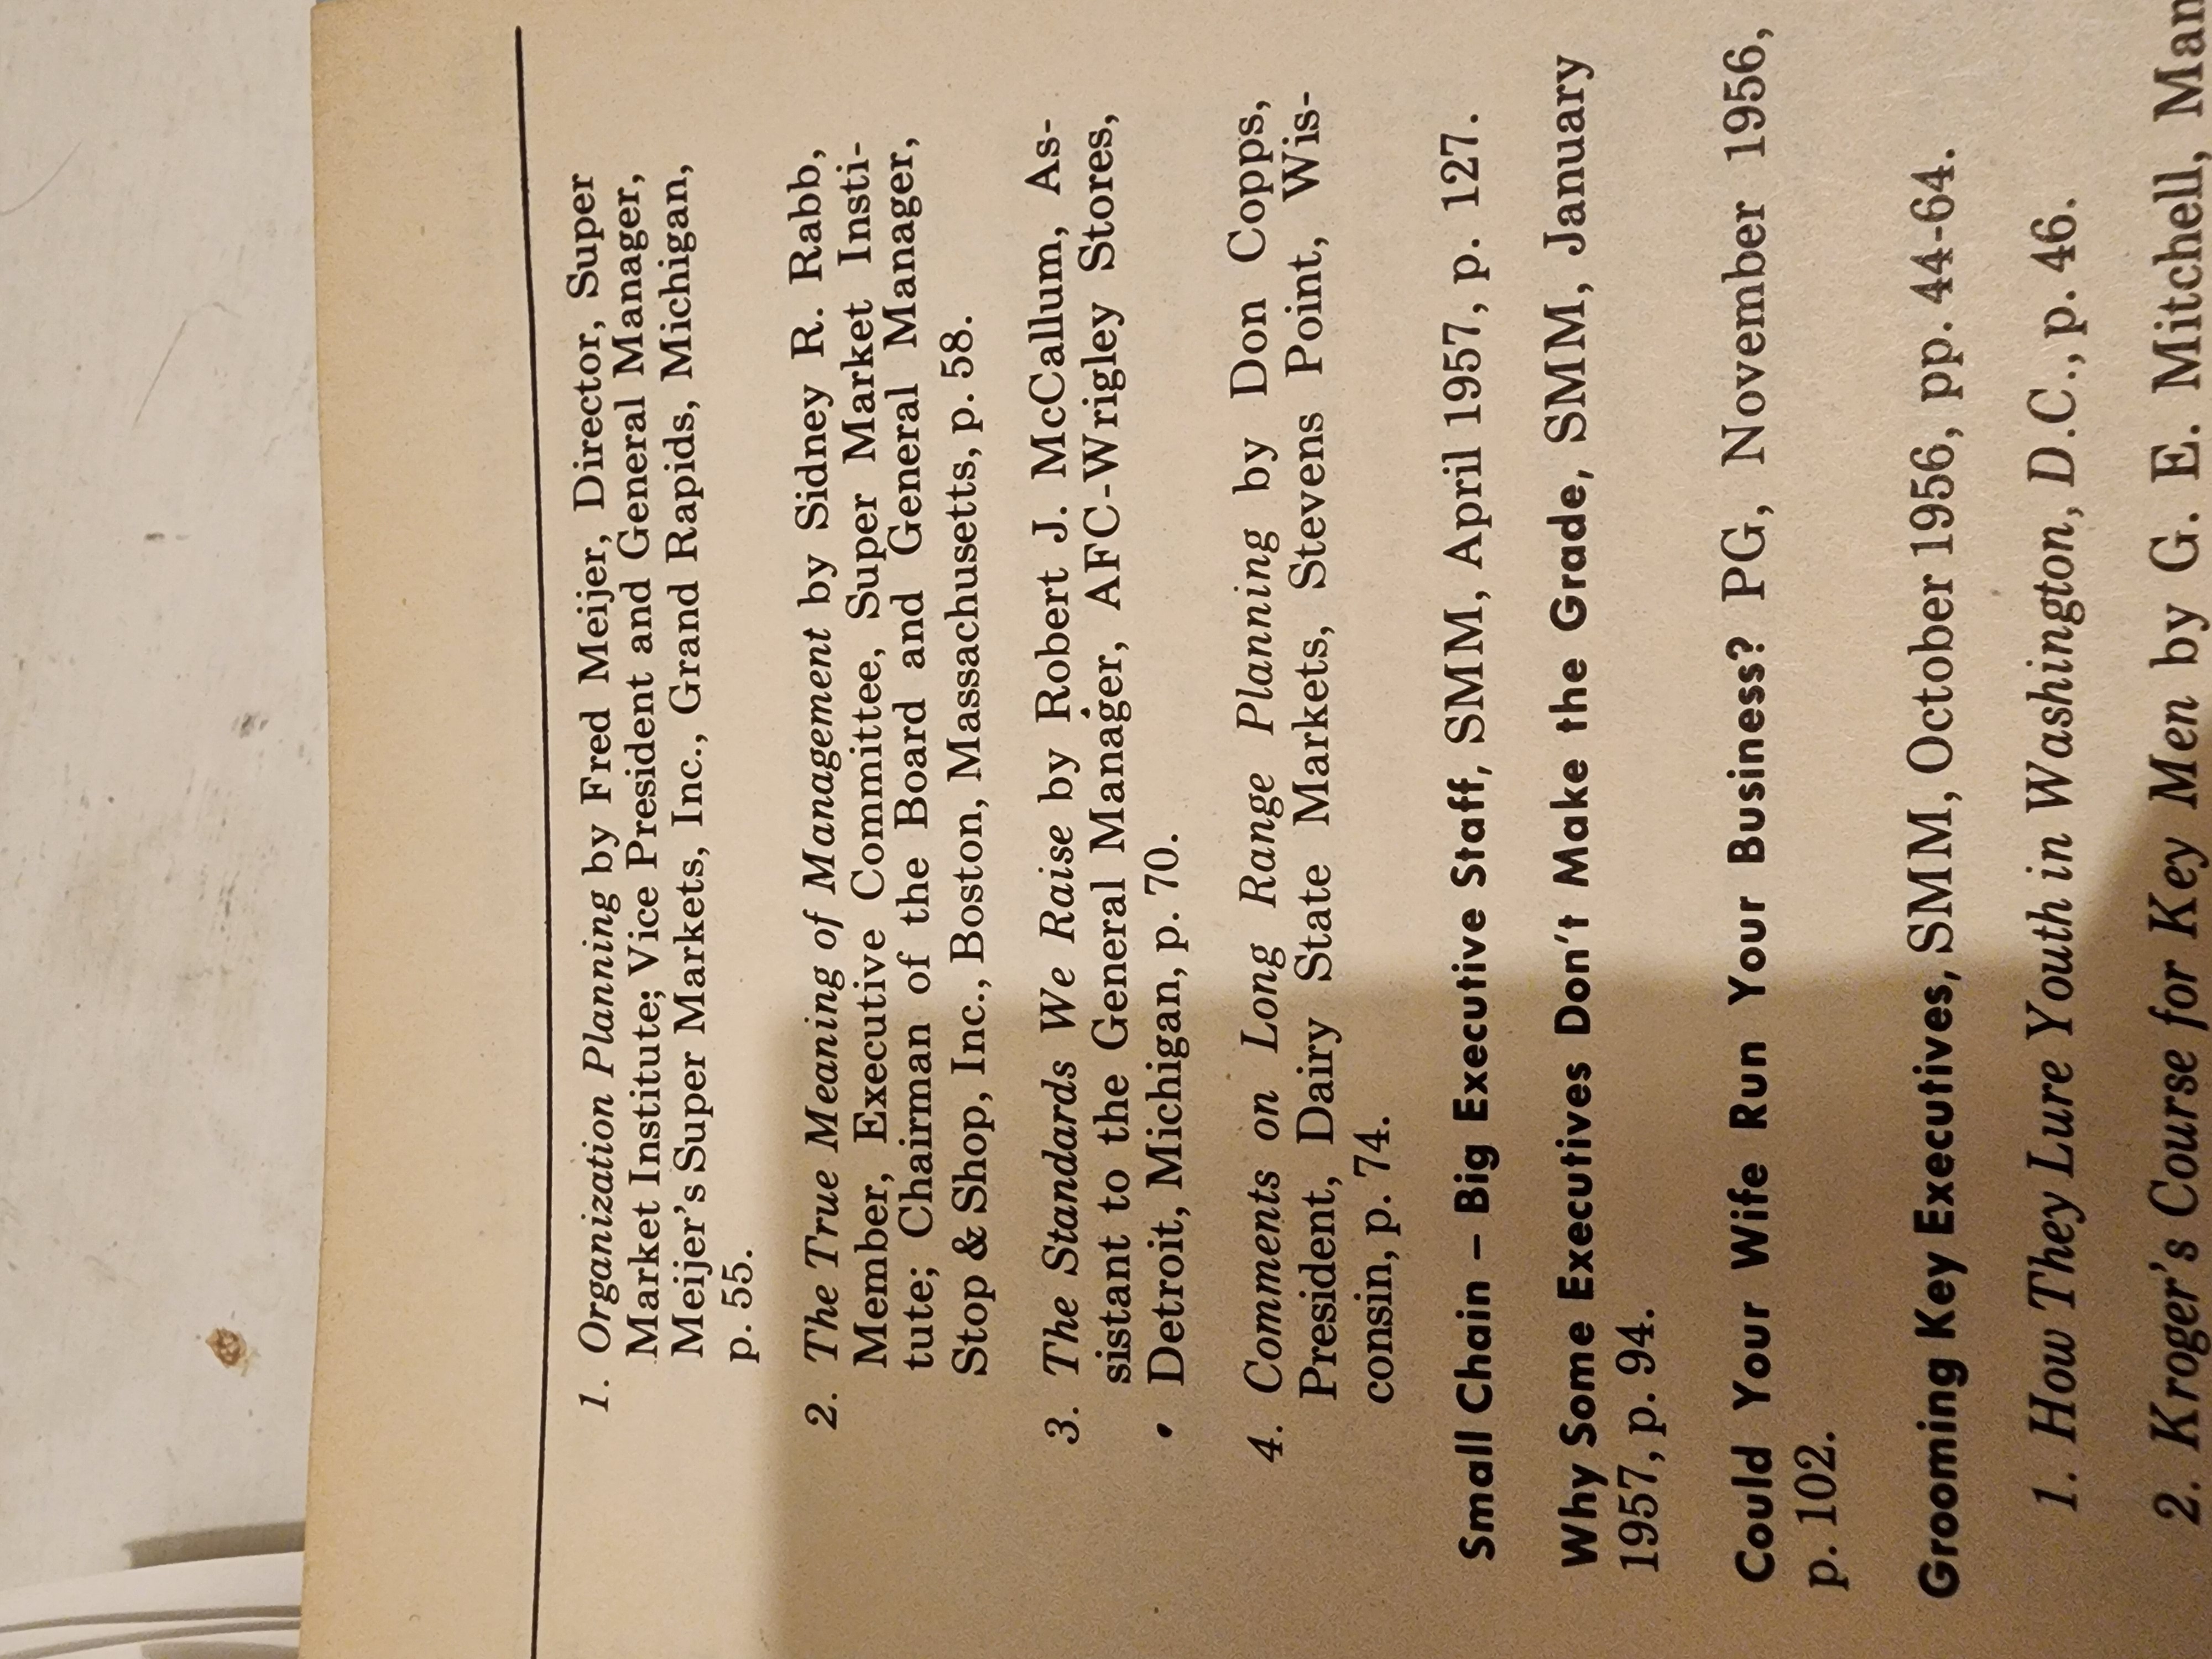 1. Organization Planning by Fred Meijer, Director, Super
Market Institute; Vice President and General Manager,
Meijer's Super Markets, Inc., Grand Rapids, Michigan,
p. 55.
2. The True Meaning of Management by Sidney R. Rabb,
Member, Executive Committee, Super Market Insti-
tute; Chairman of the Board and General Manager,
Stop & Shop, Inc., Boston, Massachusetts, p. 58.
3. The Standards We Raise by Robert J. McCallum, As-
sistant to the General Manager, AFC-Wrigley Stores,
Detroit, Michigan, p. 70.
4. Comments on Long Range Planning by Don Copps,
President, Dairy State Markets, Stevens Point, Wis-
consin, p. 74.
Small Chain – Big Executive Staff, SMM, April 1957, p. 127.
Why Some Executives Don't Make the Grade, SMM, January
1957, p. 94.
Could Your Wife Run Your Business? PG, November 1956,
p. 102.
Grooming Key Executives, SMM, October 1956, pp. 44-64.
1. How They Lure Youth in Washington, D.C., p. 46.
2. Kroger's Course for Key Men by G. E. Mitchell,